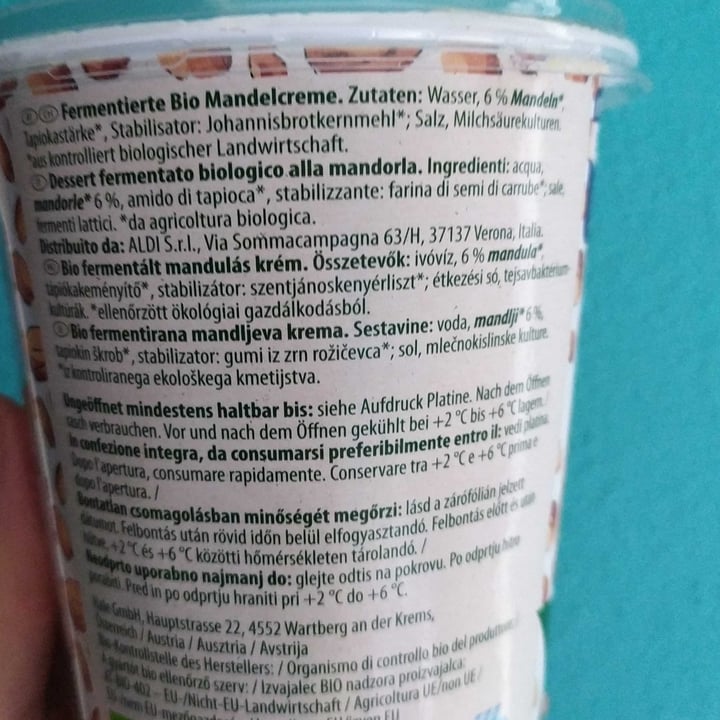 Fermentierte Bio Mandelcreme. Zutaten: Wasser, 6 % Mandeln*,
Tapiokastärke*, Stabilisator: Johannisbrotkernmehl*; Salz, Milchsäurekulturen.
*aus kontrolliert biologischer Landwirtschaft.
Dessert fermentato biologico alla mandorla. Ingredienti: acqua,
mandorle* 6 %, amido di tapioca*, stabilizzante: farina di semi di carrube*; sale,
fermenti lattici. *da agricoltura biologica.
Distribuito da: ALDI S.r.l., Via Sommacampagna 63/H, 37137 Verona, Italia.
Bio fermentált mandulás krém. Összetevők: ivóvíz, 6 % mandula*,
tápiókakeményítő*, stabilizátor: szentjánoskenyérliszt*; étkezési só, tejsavbaktérium-
kultúrák. *ellenőrzött ökológiai gazdálkodásból.
Bio fermentirana mandljeva krema. Sestavine: voda, mandlji* 6 %,
tapiokin škrob*, stabilizator: gumi iz zrn rožičevca*; sol, mlečnokislinske kulture.
*iz kontroliranega ekološkega kmetijstva.
Ungeöffnet mindestens haltbar bis: siehe Aufdruck Platine. Nach dem Öffnen
rasch verbrauchen. Vor und nach dem Öffnen gekühlt bei +2 °C bis +6 °C lagern. /
In confezione integra, da consumarsi preferibilmente entro il: vedi platina.
Dopo l'apertura, consumare rapidamente. Conservare tra +2 °C e +6 °C prima e
dopo l'apertura. /
Bontatlan csomagolásban minőségét megőrzi: lásd a zárófólián jelzett
dátumot. Felbontás után rövid időn belül elfogyasztandó. Felbontás előtt és után
hűtve, +2 °C és +6 °C közötti hőmérsékleten tárolandó. /
Neodprto uporabno najmanj do: glejte odtis na pokrovu. Po odprtju hitro
porabiti. Pred in po odprtju hraniti pri +2 °C do +6 °C.
GmbH, Hauptstrasse 22, 4552 Wartberg an der Krems,
Österreich / Austria / Ausztria / Avstrija
Bio-Kontrollstelle des Herstellers: / Organismo di controllo bio del produttore: /
A gyártót bio ellenőrző szerv: / Izvajalec BIO nadzora proizvajalca:
-BIO-402 – EU-/Nicht-EU-Landwirtschaft / Agricoltura UE/non UE /